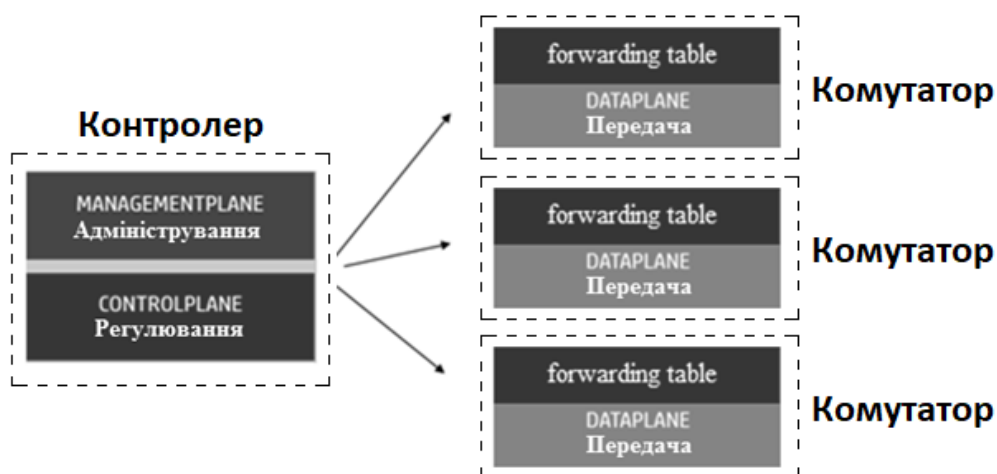 Контролер
MANAGEMENTPLANE
Адміністрування
CONTROLPLANE
Регулювання
forwarding table
DATAPLANE
Передача
Комутатор
forwarding table
DATAPLANE
Передача
Комутатор
forwarding table
DATAPLANE
Передача
Комутатор